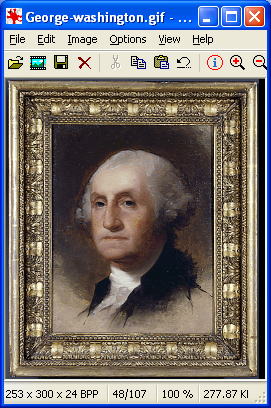 George-washington.gif - ...
File Edit Image Options View Help
253 x 300 x 24 BPP 48/107 100 % 277.87 KI